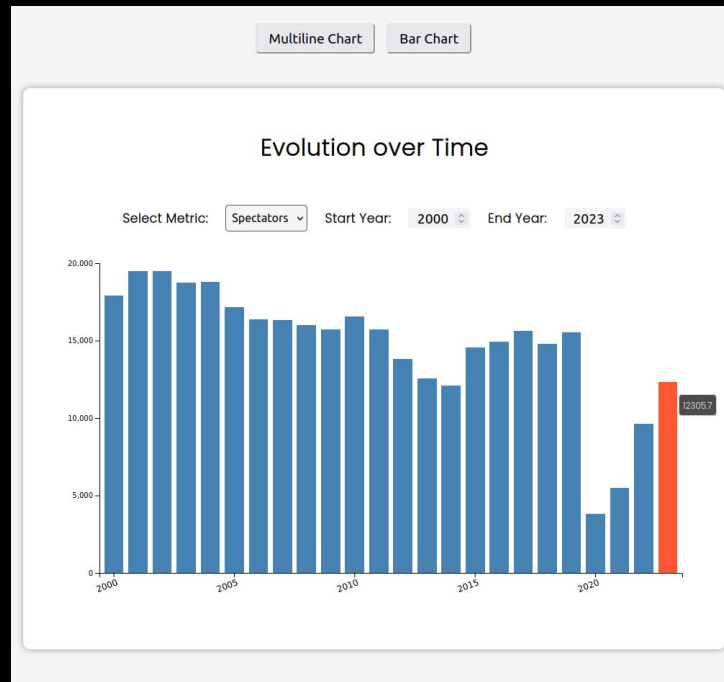 Multiline Chart Bar Chart
Evolution over Time
Select Metric: Spectators Start Year: 2000 End Year: 2023
20,000
15,000
10,000
12305.7
5,000
0
2000 2005 2010 2015 2020